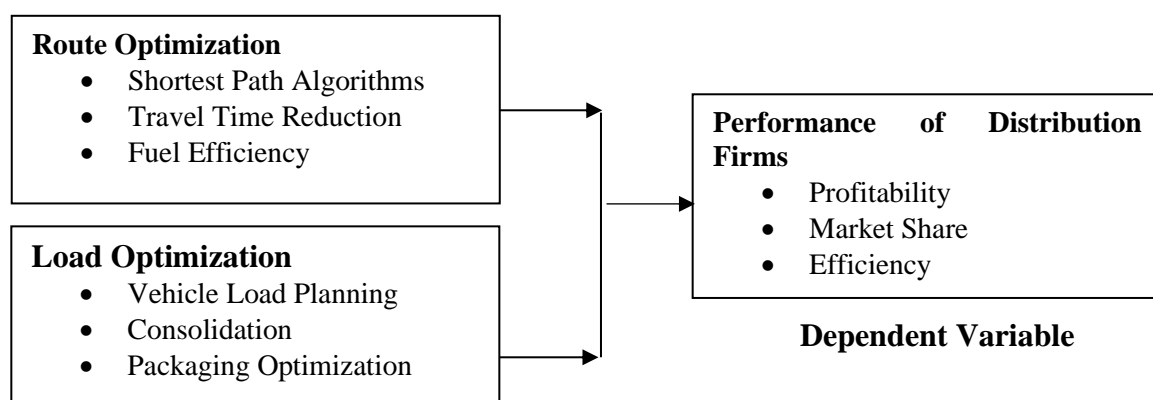 Route Optimization
• Shortest Path Algorithms
• Travel Time Reduction
• Fuel Efficiency
Load Optimization
• Vehicle Load Planning
• Consolidation
• Packaging Optimization
Performance of Distribution
Firms
• Profitability
• Market Share
• Efficiency
Dependent Variable